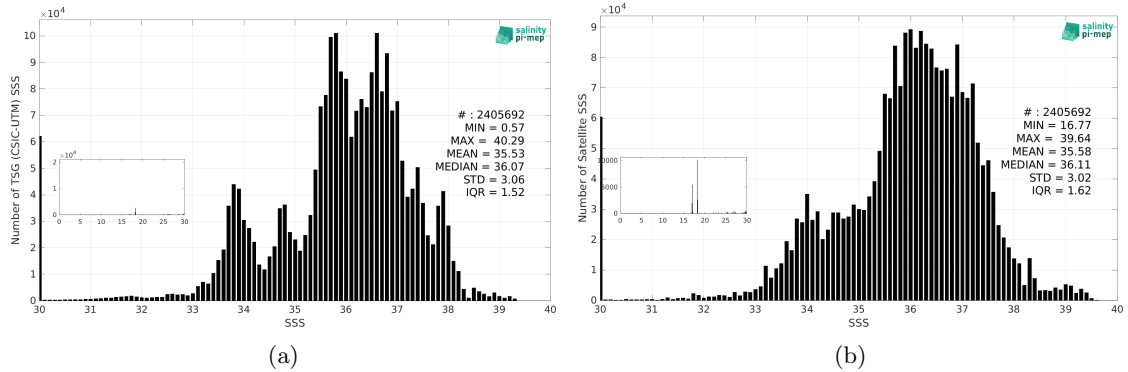 ×10⁴
10
9
8
7
6
5
4
3
2
1
0
Number of TSG (CSIC-UTM) SSS
salinity
pi-mep
# : 2405692
MIN = 0.57
MAX = 40.29
MEAN = 35.53
MEDIAN = 36.07
STD = 3.06
IQR = 1.52
×10⁴
2
1
0
0 5 10 15 20 25 30
30 31 32 33 34 35 36 37 38 39 40
SSS
(a)
×10⁴
9
8
7
6
5
4
3
2
1
0
Number of Satellite SSS
salinity
pi-mep
# : 2405692
MIN = 16.77
MAX = 39.64
MEAN = 35.58
MEDIAN = 36.11
STD = 3.02
IQR = 1.62
10000
5000
0
0 5 10 15 20 25 30
30 31 32 33 34 35 36 37 38 39 40
SSS
(b)